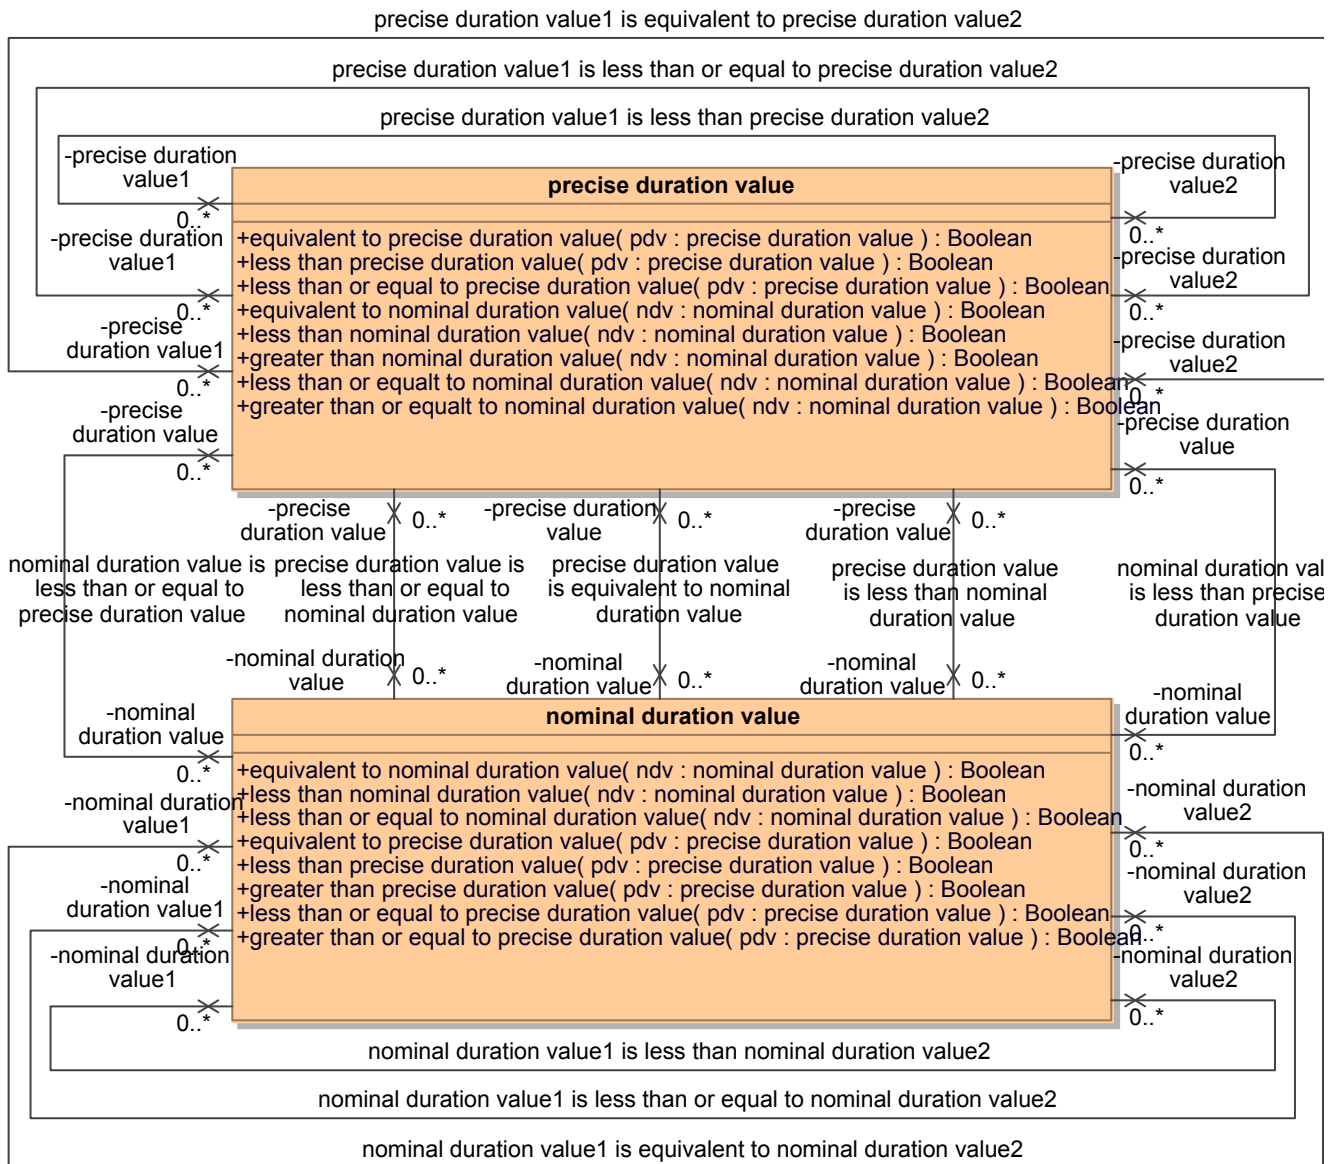 precise duration value1 is equivalent to precise duration value2
precise duration value1 is less than or equal to precise duration value2
precise duration value1 is less than precise duration value2
-precise duration
value1
0..*
-precise duration
value2
0..*
precise duration value
-precise duration
value1
0..*
-precise duration
value2
0..*
-precise
duration value1
0..*
-precise duration
value2
0..*
-precise
duration value
0..*
-precise duration
value
0..*
+equivalent to precise duration value( pdv : precise duration value ) : Boolean
+less than precise duration value( pdv : precise duration value ) : Boolean
+less than or equal to precise duration value( pdv : precise duration value ) : Boolean
+equivalent to nominal duration value( ndv : nominal duration value ) : Boolean
+less than nominal duration value( ndv : nominal duration value ) : Boolean
+greater than nominal duration value( ndv : nominal duration value ) : Boolean
+less than or equalt to nominal duration value( ndv : nominal duration value ) : Boolean
+greater than or equalt to nominal duration value( ndv : nominal duration value ) : Boolean
-precise
duration value
0..*
-precise duration
value
0..*
-precise
duration value
0..*
nominal duration value is
less than or equal to
precise duration value
precise duration value is
less than or equal to
nominal duration value
precise duration value
is equivalent to nominal
duration value
precise duration value
is less than nominal
duration value
nominal duration val
is less than precise
duration value
-nominal duration
value
0..*
-nominal
duration value
0..*
-nominal
duration value
0..*
-nominal
duration value
0..*
-nominal
duration value
0..*
nominal duration value
-nominal duration
value1
0..*
-nominal duration
value2
0..*
-nominal
duration value1
0..*
-nominal duration
value2
0..*
-nominal duration
value1
0..*
-nominal duration
value2
0..*
+equivalent to nominal duration value( ndv : nominal duration value ) : Boolean
+less than nominal duration value( ndv : nominal duration value ) : Boolean
+less than or equal to nominal duration value( ndv : nominal duration value ) : Boolean
+equivalent to precise duration value( pdv : precise duration value ) : Boolean
+less than precise duration value( pdv : precise duration value ) : Boolean
+greater than precise duration value( pdv : precise duration value ) : Boolean
+less than or equal to precise duration value( pdv : precise duration value ) : Boolean
+greater than or equal to precise duration value( pdv : precise duration value ) : Boolean
nominal duration value1 is less than nominal duration value2
nominal duration value1 is less than or equal to nominal duration value2
nominal duration value1 is equivalent to nominal duration value2